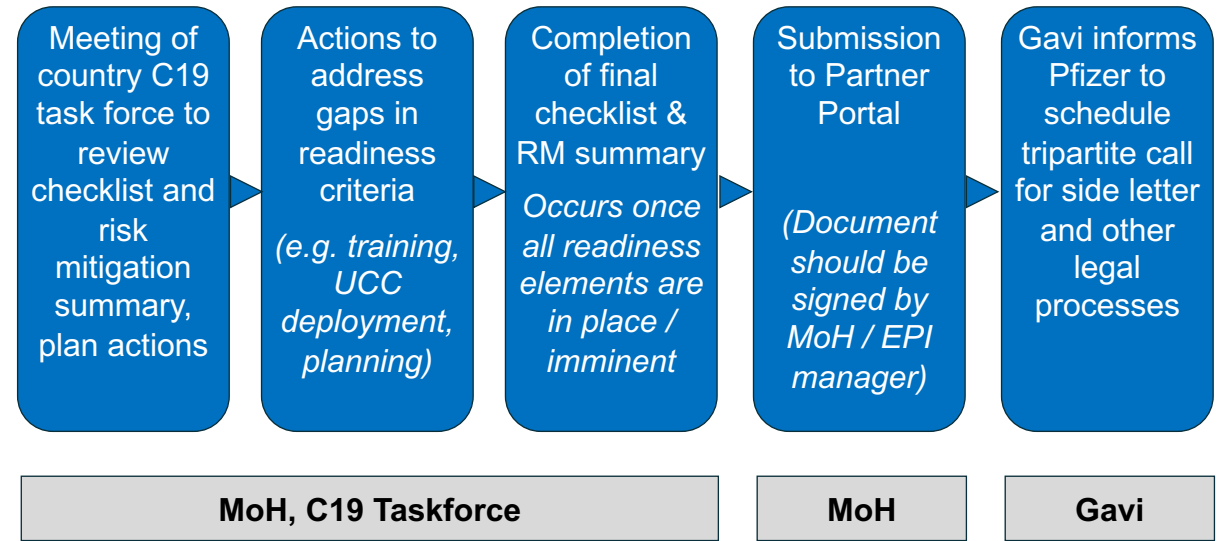 Meeting of
country C19
task force to
review
checklist and
risk
mitigation
summary,
plan actions
Actions to
address
gaps in
readiness
criteria
(e.g. training,
UCC
deployment,
planning)
Completion
of final
checklist &
RM summary
Occurs once
all readiness
elements are
in place /
imminent
Submission
to Partner
Portal
(Document
should be
signed by
MoH / EPI
manager)
Gavi informs
Pfizer to
schedule
tripartite call
for side letter
and other
legal
processes
MoH, C19 Taskforce
MoH
Gavi